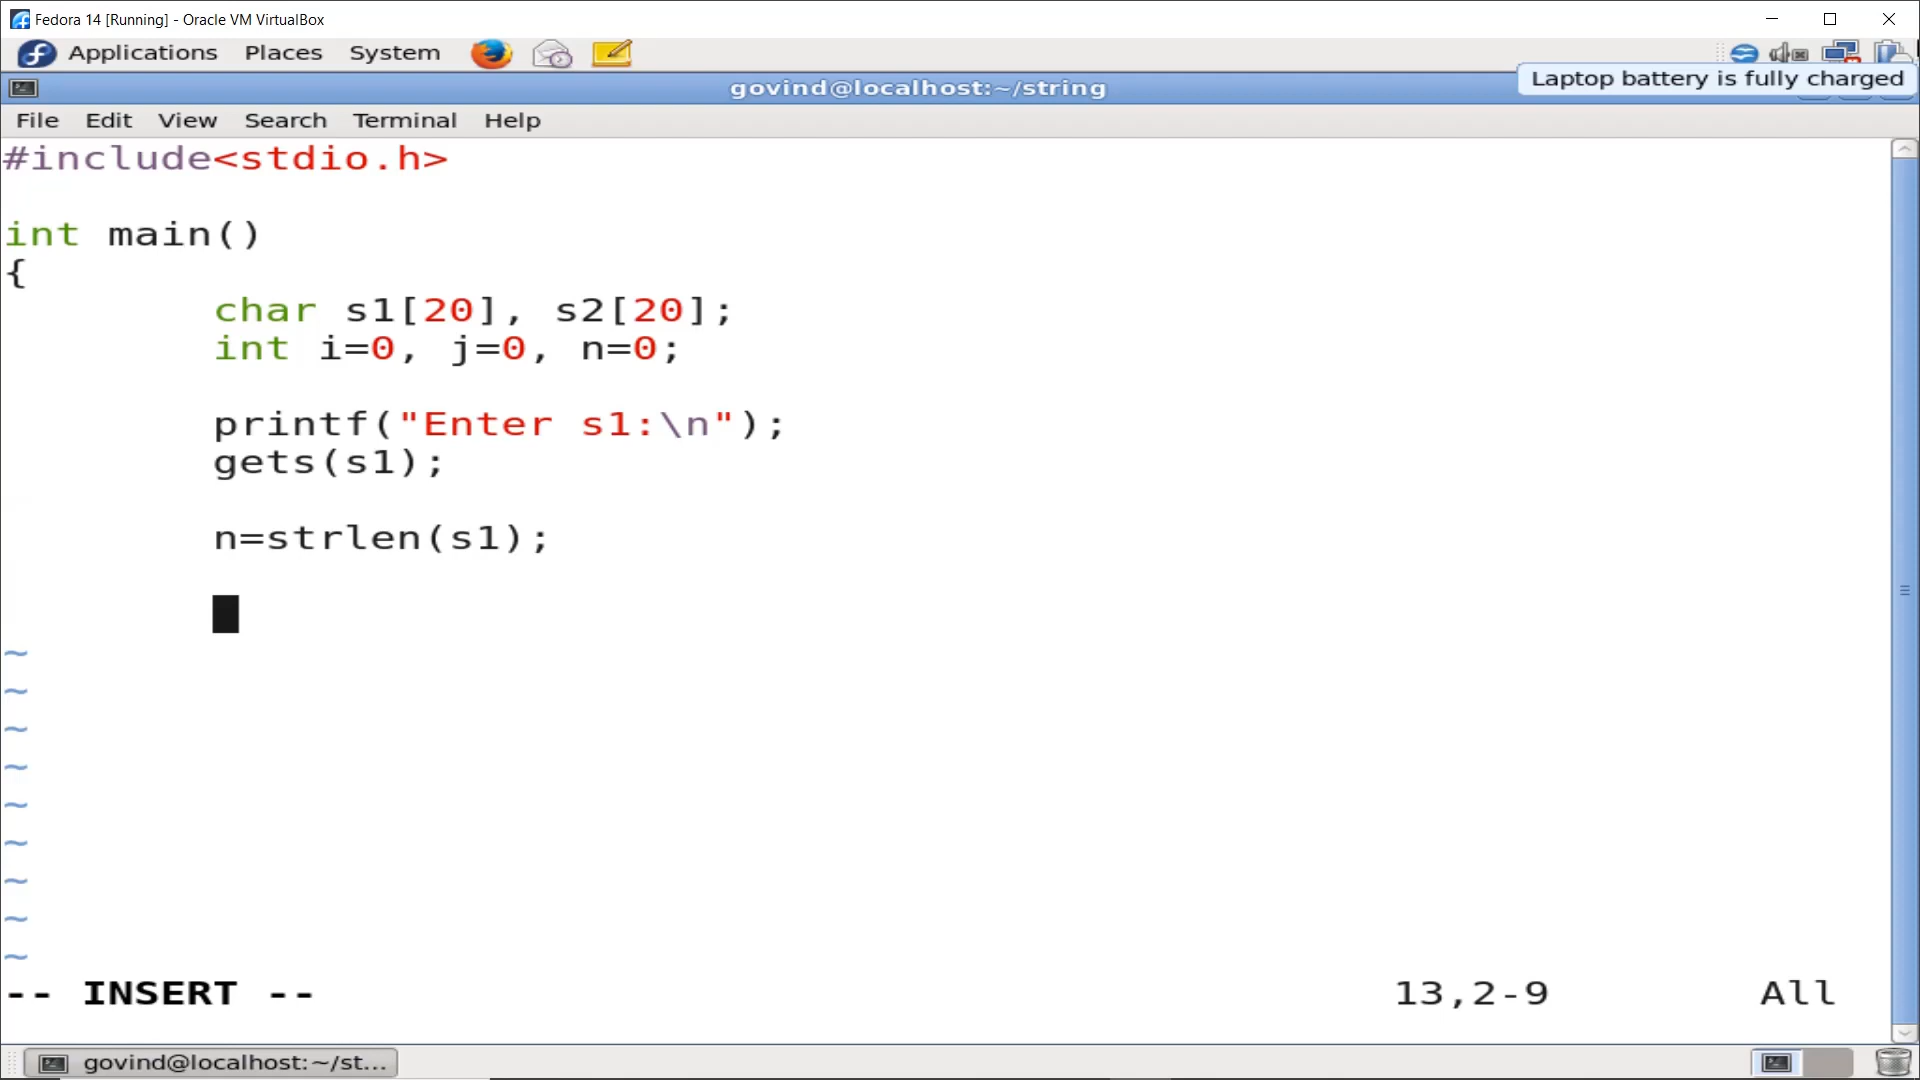 Fedora 14 [Running] - Oracle VM VirtualBox
Applications Places System
govind@localhost:~/string
Laptop battery is fully charged
File Edit View Search Terminal Help
#include<stdio.h>
int main()
{
char s1[20], s2[20];
int i=0, j=0, n=0;
printf("Enter s1:\n");
gets(s1);
n=strlen(s1);
~
~
~
~
~
~
~
~
~
-- INSERT -- 13,2-9 All
govind@localhost:~/st...